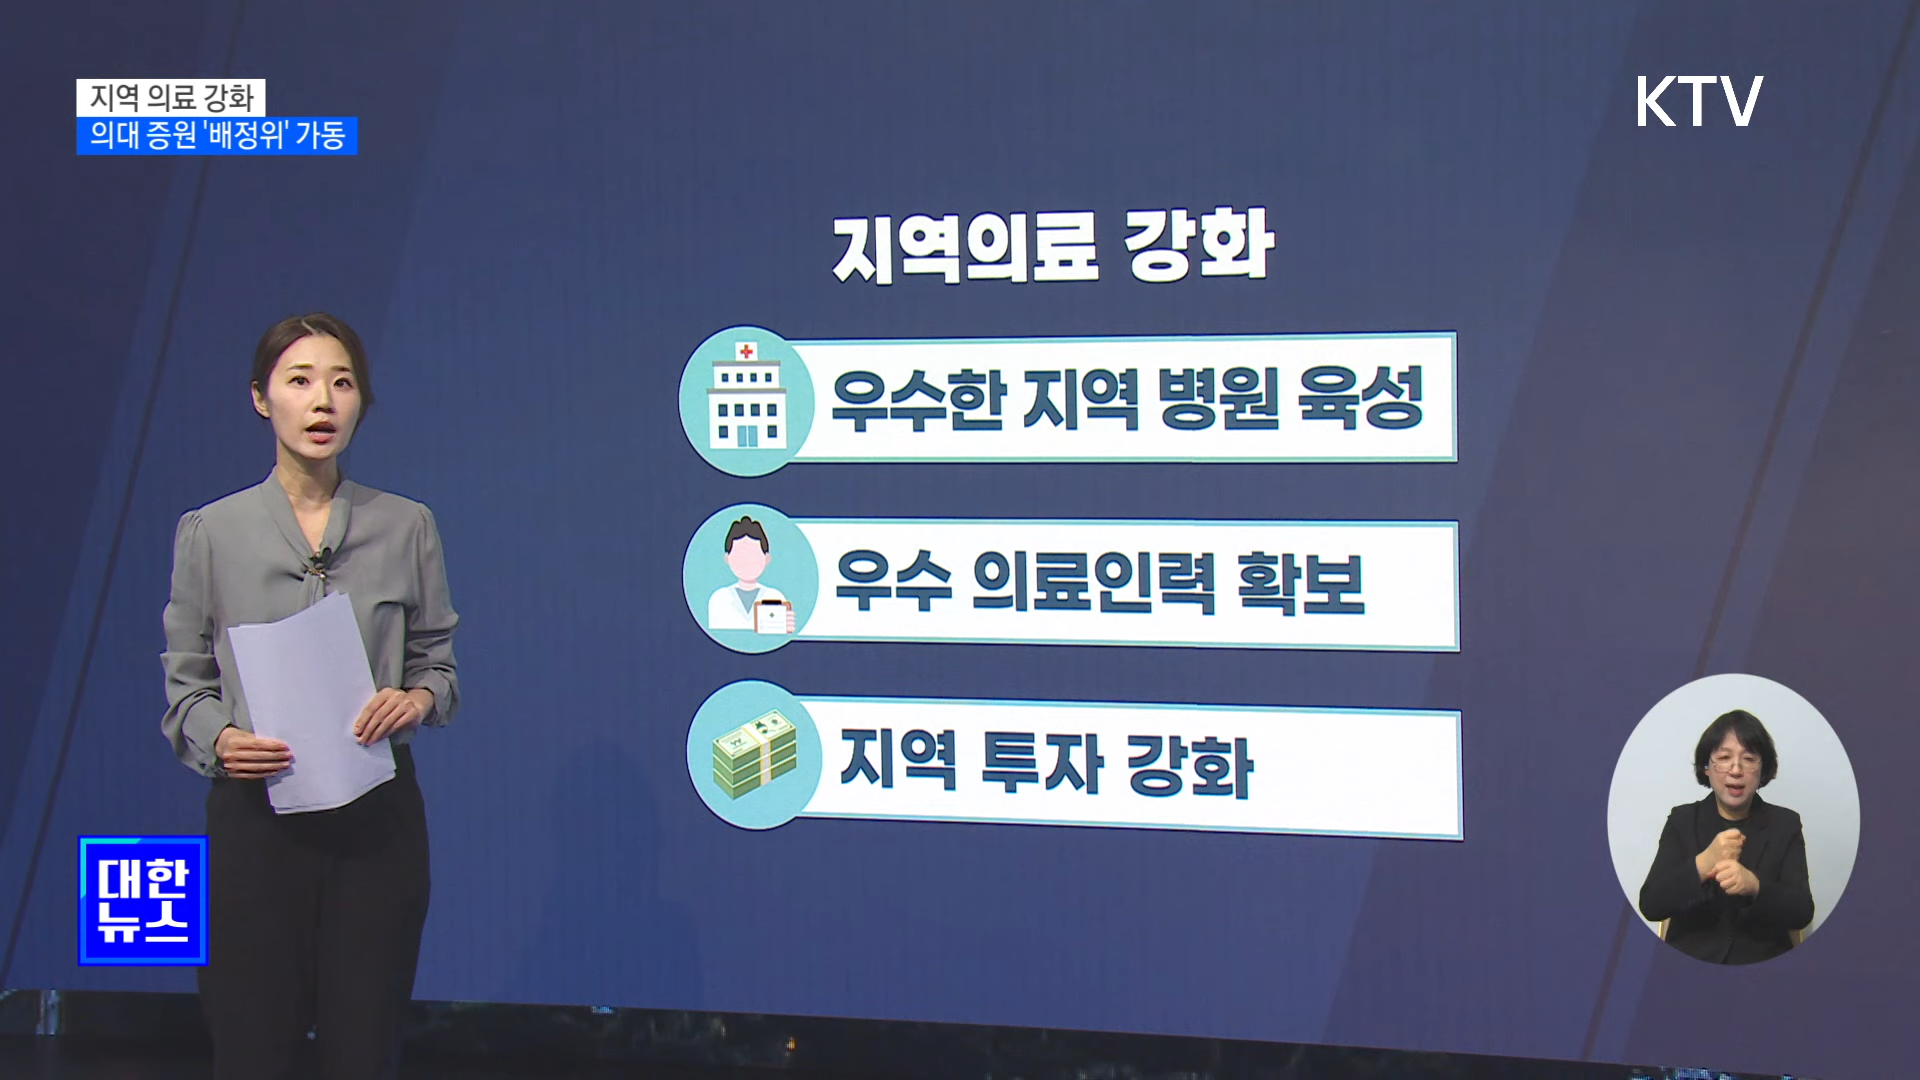 지역 의료 강화
의대 증원 '배정위' 가동
KTV
지역의료 강화
우수한 지역 병원 육성
우수 의료인력 확보
지역 투자 강화
대한
뉴스